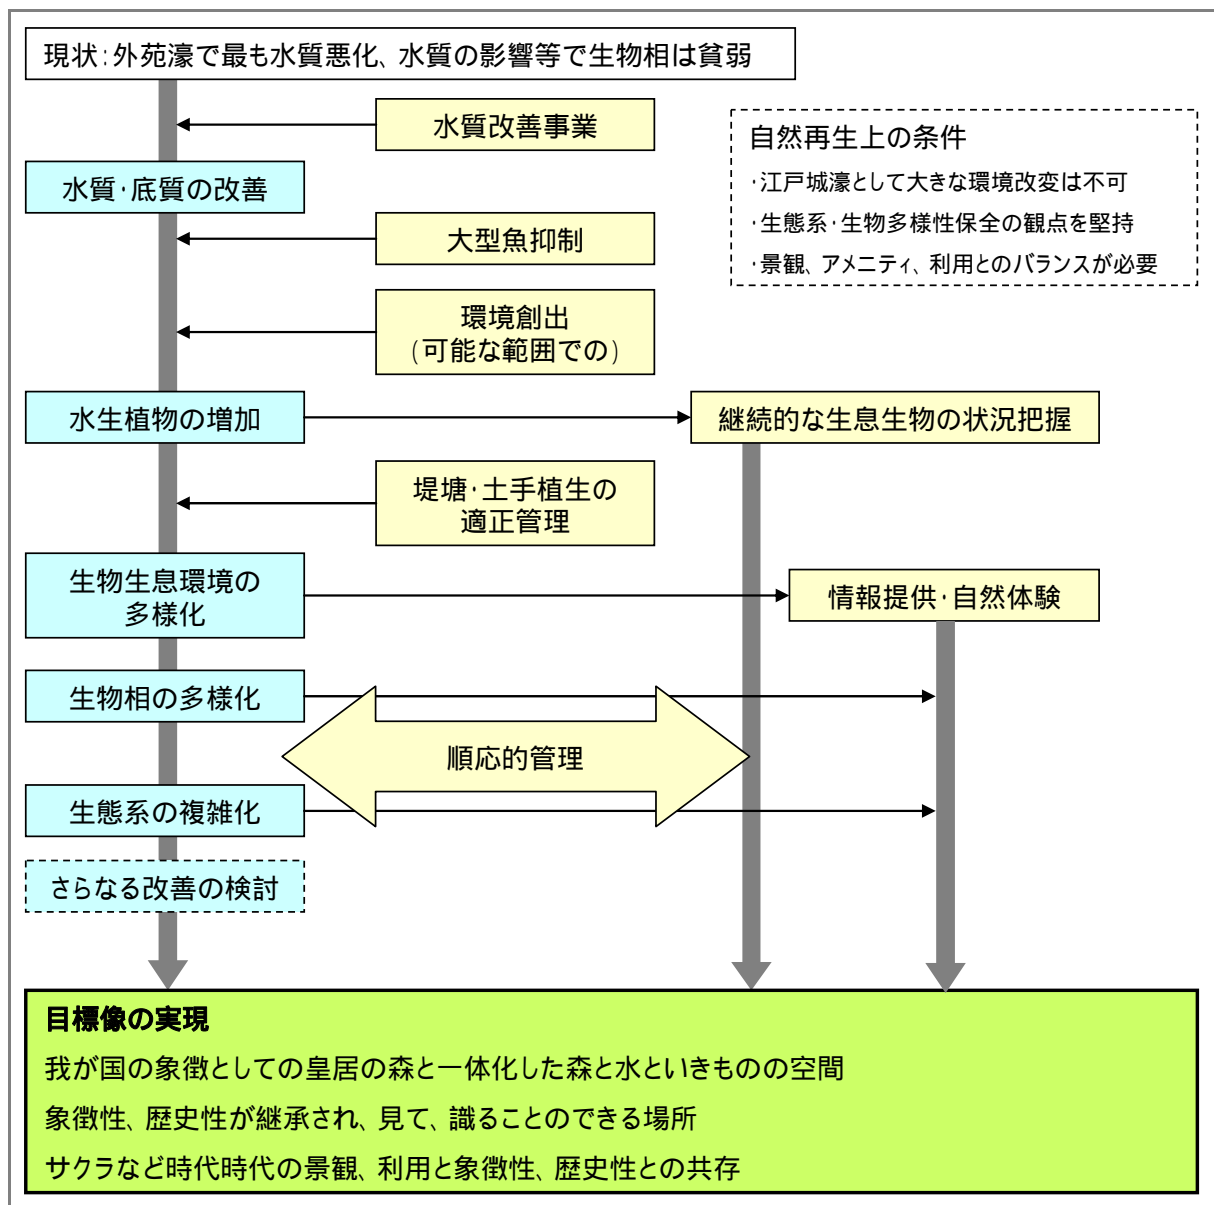 現状:外苑濠で最も水質悪化、水質の影響等で生物相は貧弱
水質改善事業
自然再生上の条件
・江戸城濠として大きな環境改変は不可
・生態系・生物多様性保全の観点を堅持
・景観、アメニティ、利用とのバランスが必要
水質・底質の改善
大型魚抑制
環境創出
(可能な範囲での)
水生植物の増加
継続的な生息生物の状況把握
堤塘・土手植生の
適正管理
生物生息環境の
多様化
情報提供・自然体験
生物相の多様化
順応的管理
生態系の複雑化
さらなる改善の検討
目標像の実現
我が国の象徴としての皇居の森と一体化した森と水といきものの空間
象徴性、歴史性が継承され、見て、識ることのできる場所
サクラなど時代時代の景観、利用と象徴性、歴史性との共存